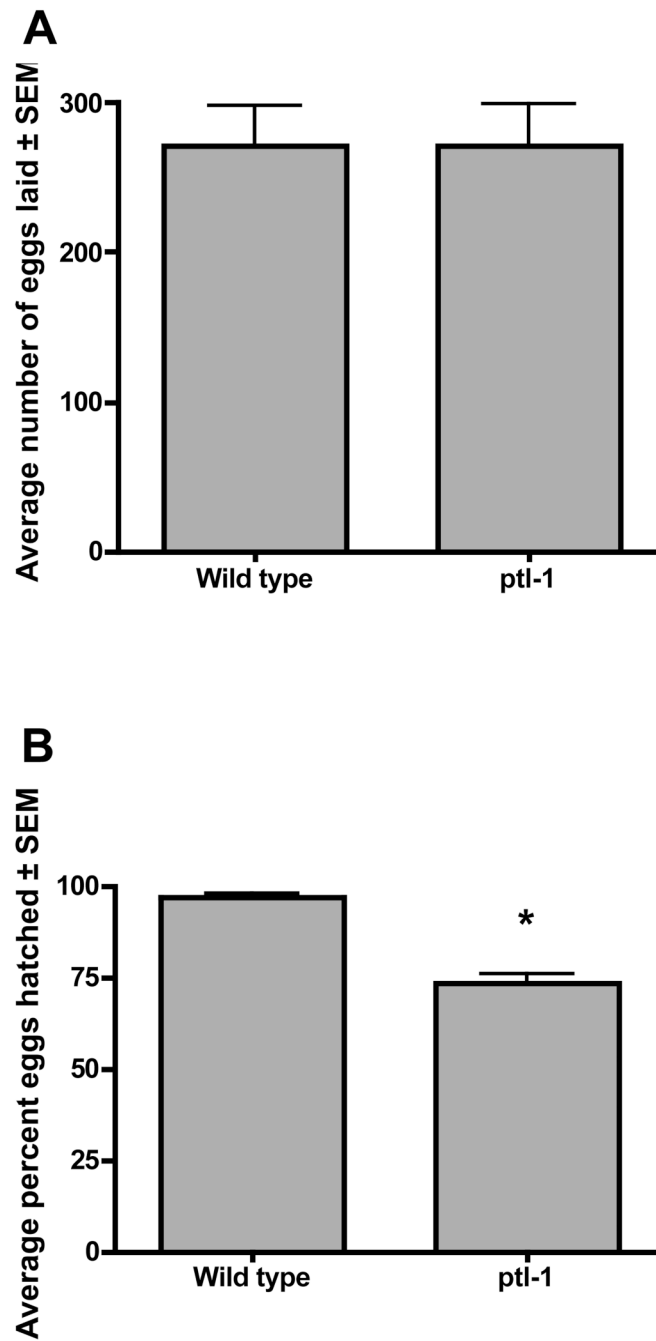 A
Average number of eggs laid ± SEM
300
200
100
0
Wild type
ptl-1
B
Average percent eggs hatched ± SEM
100
75
50
25
0
*
Wild type
ptl-1